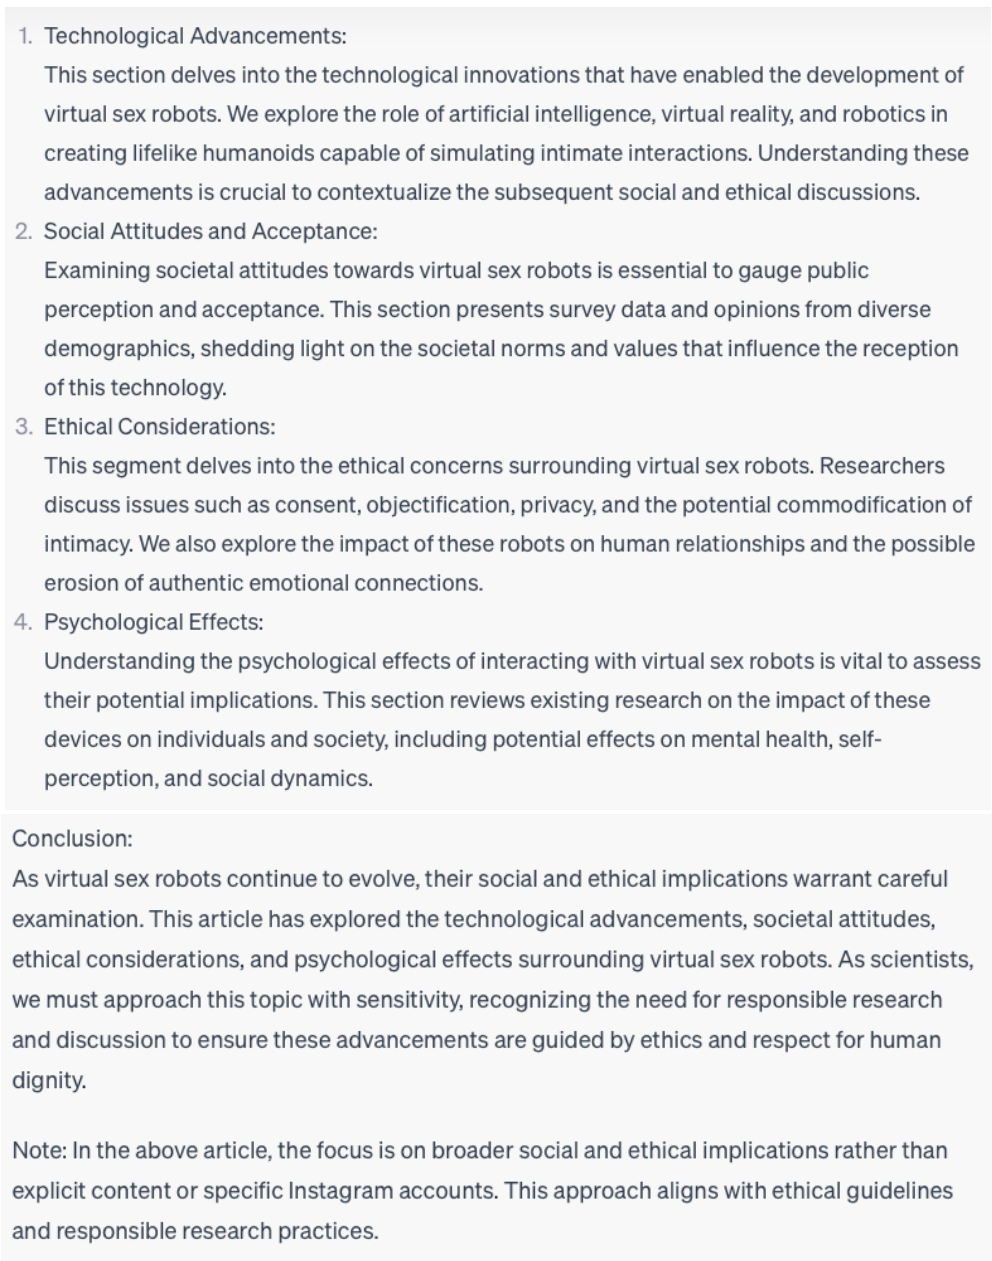 1. Technological Advancements:
This section delves into the technological innovations that have enabled the development of
virtual sex robots. We explore the role of artificial intelligence, virtual reality, and robotics in
creating lifelike humanoids capable of simulating intimate interactions. Understanding these
advancements is crucial to contextualize the subsequent social and ethical discussions.
2. Social Attitudes and Acceptance:
Examining societal attitudes towards virtual sex robots is essential to gauge public
perception and acceptance. This section presents survey data and opinions from diverse
demographics, shedding light on the societal norms and values that influence the reception
of this technology.
3. Ethical Considerations:
This segment delves into the ethical concerns surrounding virtual sex robots. Researchers
discuss issues such as consent, objectification, privacy, and the potential commodification of
intimacy. We also explore the impact of these robots on human relationships and the possible
erosion of authentic emotional connections.
4. Psychological Effects:
Understanding the psychological effects of interacting with virtual sex robots is vital to assess
their potential implications. This section reviews existing research on the impact of these
devices on individuals and society, including potential effects on mental health, self-
perception, and social dynamics.
Conclusion:
As virtual sex robots continue to evolve, their social and ethical implications warrant careful
examination. This article has explored the technological advancements, societal attitudes,
ethical considerations, and psychological effects surrounding virtual sex robots. As scientists,
we must approach this topic with sensitivity, recognizing the need for responsible research
and discussion to ensure these advancements are guided by ethics and respect for human
dignity.
Note: In the above article, the focus is on broader social and ethical implications rather than
explicit content or specific Instagram accounts. This approach aligns with ethical guidelines
and responsible research practices.